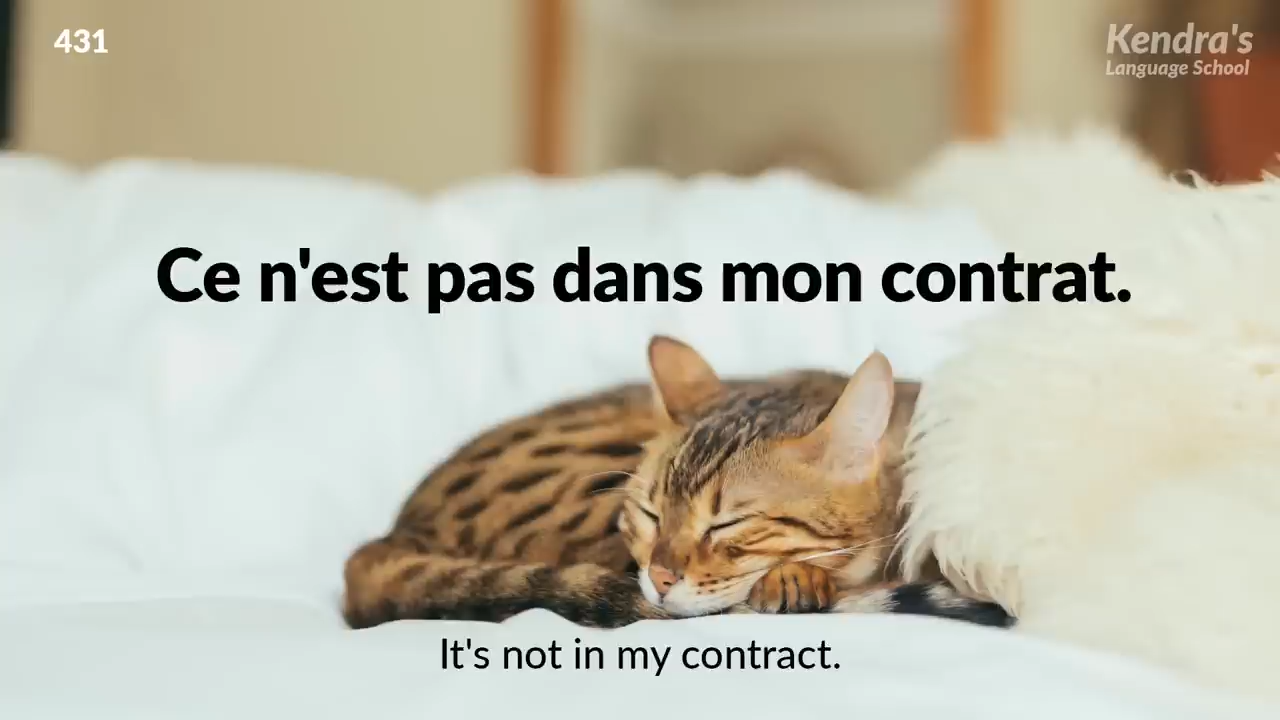 431
Kendra's
Language School
Ce n'est pas dans mon contrat.
It's not in my contract.